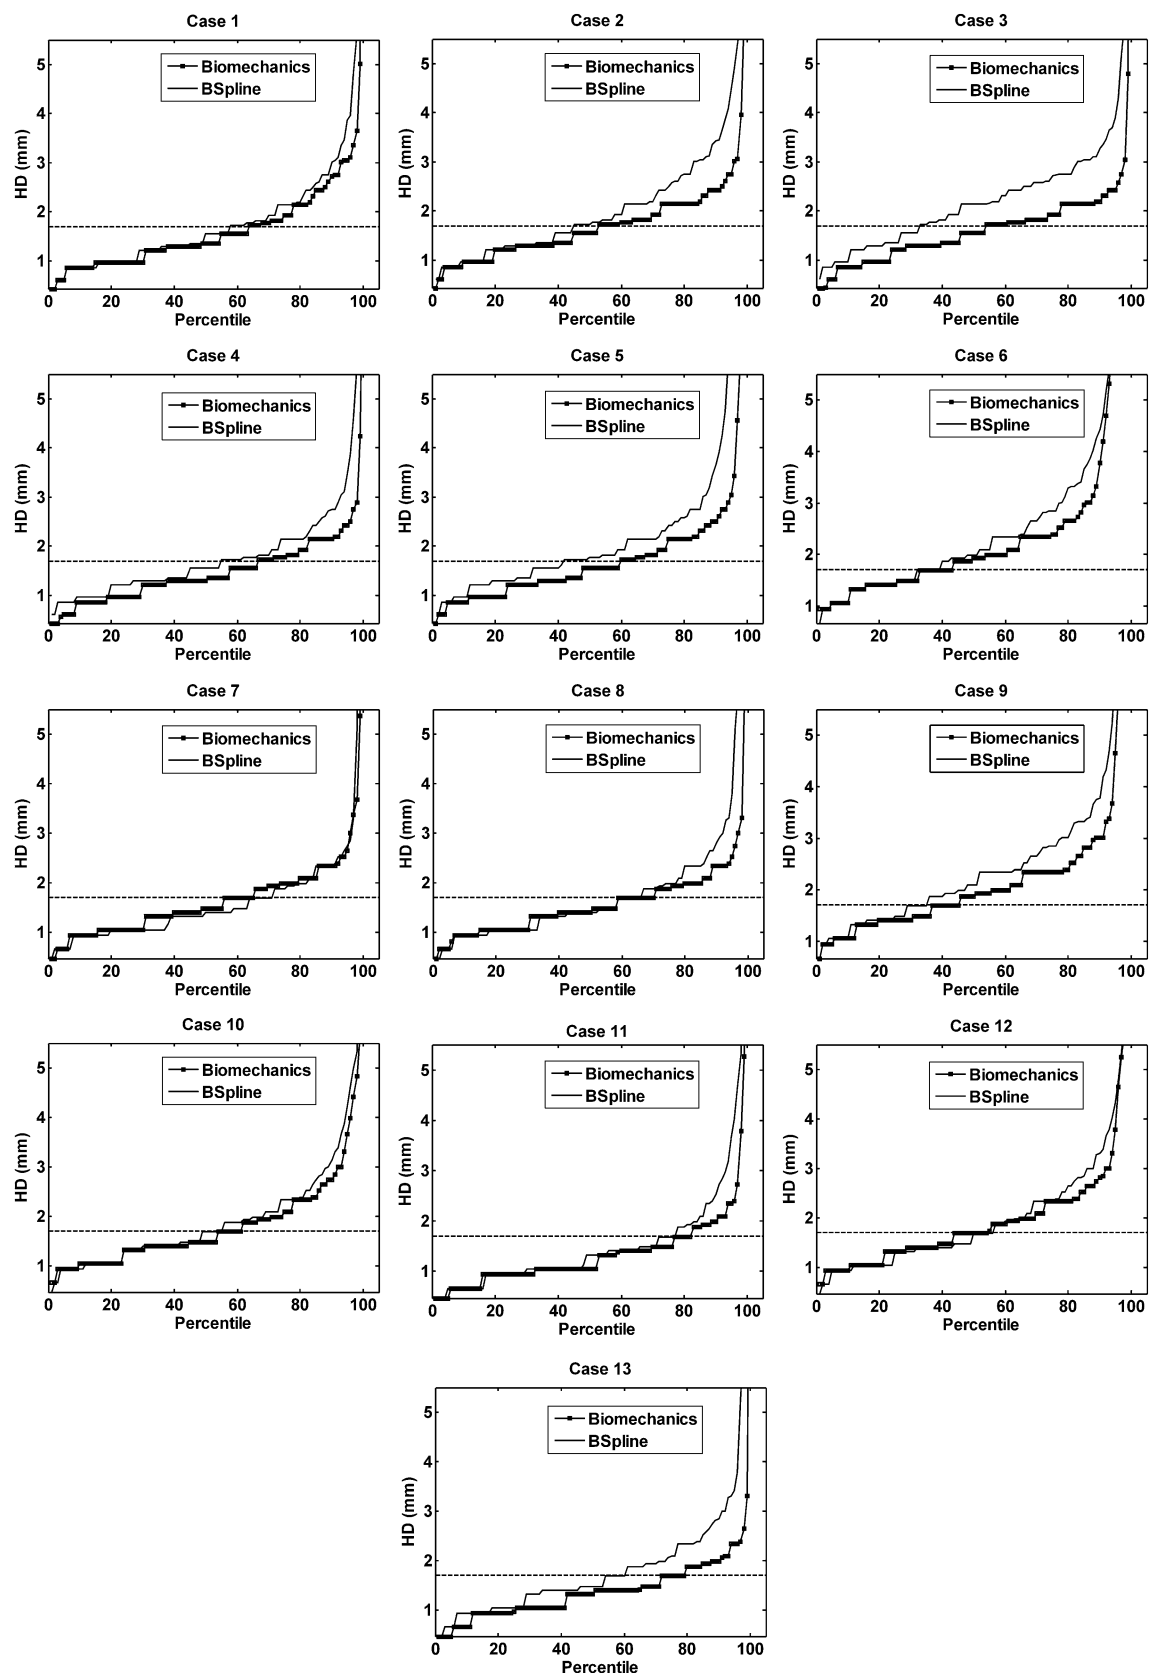 Case 1
Case 2
Case 3
HD (mm)
5
4
3
2
1
Biomechanics
BSpline
0 20 40 60 80 100
Percentile
HD (mm)
5
4
3
2
1
Biomechanics
BSpline
0 20 40 60 80 100
Percentile
HD (mm)
5
4
3
2
1
Biomechanics
BSpline
0 20 40 60 80 100
Percentile
Case 4
Case 5
Case 6
HD (mm)
5
4
3
2
1
Biomechanics
BSpline
0 20 40 60 80 100
Percentile
HD (mm)
5
4
3
2
1
Biomechanics
BSpline
0 20 40 60 80 100
Percentile
HD (mm)
5
4
3
2
1
Biomechanics
BSpline
0 20 40 60 80 100
Percentile
Case 7
Case 8
Case 9
HD (mm)
5
4
3
2
1
Biomechanics
BSpline
0 20 40 60 80 100
Percentile
HD (mm)
5
4
3
2
1
Biomechanics
BSpline
0 20 40 60 80 100
Percentile
HD (mm)
5
4
3
2
1
Biomechanics
BSpline
0 20 40 60 80 100
Percentile
Case 10
Case 11
Case 12
HD (mm)
5
4
3
2
1
Biomechanics
BSpline
0 20 40 60 80 100
Percentile
HD (mm)
5
4
3
2
1
Biomechanics
BSpline
0 20 40 60 80 100
Percentile
HD (mm)
5
4
3
2
1
Biomechanics
BSpline
0 20 40 60 80 100
Percentile
Case 13
HD (mm)
5
4
3
2
1
Biomechanics
BSpline
0 20 40 60 80 100
Percentile